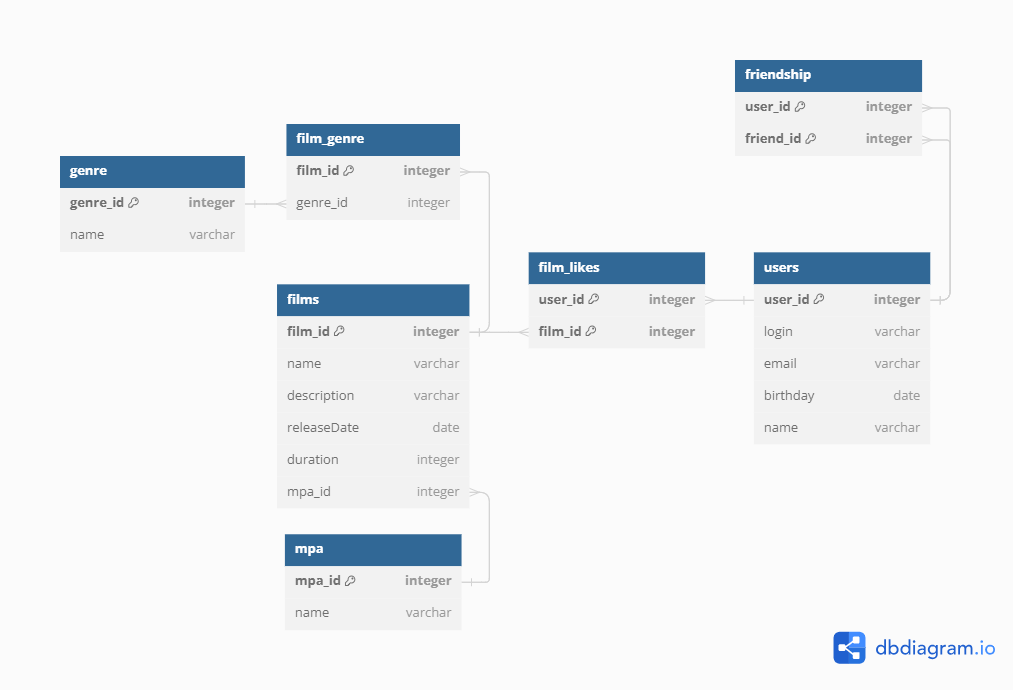 friendship
user_id integer
friend_id integer
film_genre
film_id integer
genre_id integer
genre
genre_id integer
name varchar
film_likes
user_id integer
film_id integer
users
user_id integer
login varchar
email varchar
birthday date
name varchar
films
film_id integer
name varchar
description varchar
releaseDate date
duration integer
mpa_id integer
mpa
mpa_id integer
name varchar
dbdiagram.io